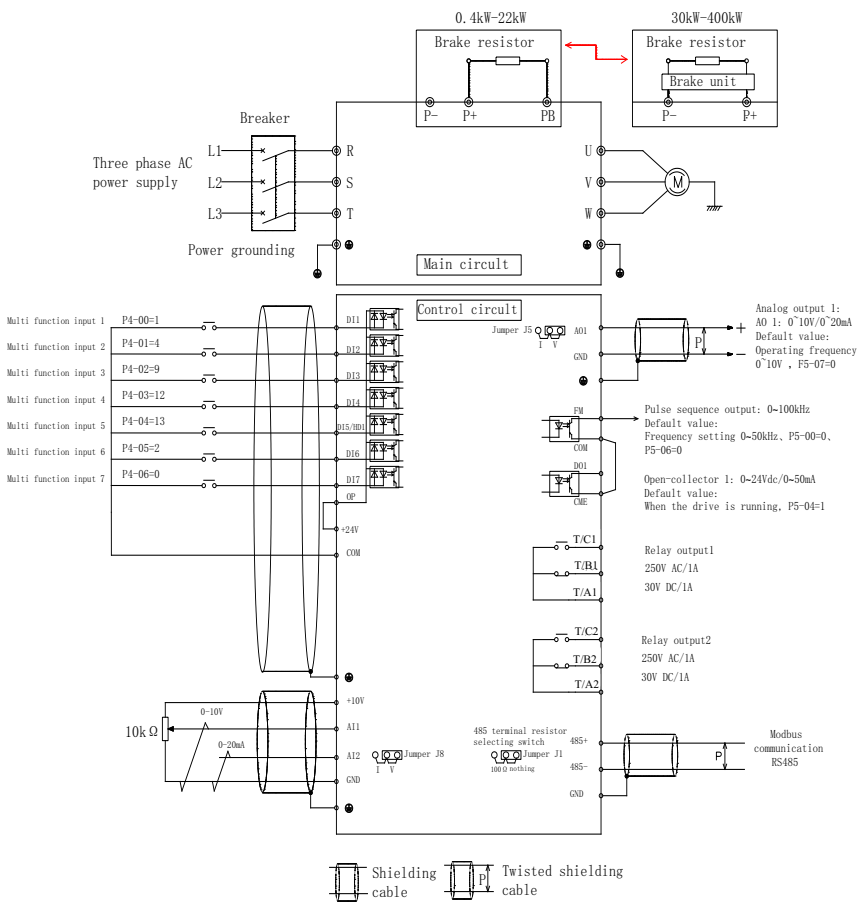 0.4kW-22kW
30kW-400kW
Brake resistor
Brake resistor
Brake unit
P-
P+
PB
P-
P+
Breaker
Three phase AC
power supply
L1
L2
L3
R
S
T
U
V
W
M
Power grounding
Main circuit
Control circuit
Multi function input 1
P4-00=1
DI1
Multi function input 2
P4-01=4
DI2
Multi function input 3
P4-02=9
DI3
Multi function input 4
P4-03=12
DI4
Multi function input 5
P4-04=13
DI5/HDI
Multi function input 6
P4-05=2
DI6
Multi function input 7
P4-06=0
DI7
OP
+24V
COM
Jumper J5
I V
AO1
GND
P
+
−
Analog output 1:
AO 1: 0~10V/0~20mA
Default value:
Operating frequency
0~10V , F5-07=0
FM
COM
Pulse sequence output: 0~100kHz
Default value:
Frequency setting 0~50kHz、P5-00=0、
P5-06=0
DO1
CME
Open-collector 1: 0~24Vdc/0~50mA
Default value:
When the drive is running, P5-04=1
T/C1
T/B1
T/A1
Relay output1
250V AC/1A
30V DC/1A
T/C2
T/B2
T/A2
Relay output2
250V AC/1A
30V DC/1A
10kΩ
0-10V
0-20mA
+10V
AI1
AI2
GND
Jumper J8
I V
485 terminal resistor
selecting switch
Jumper J1
100Ω nothing
485+
485-
GND
P
Modbus
communication
RS485
Shielding
cable
P
Twisted shielding
cable